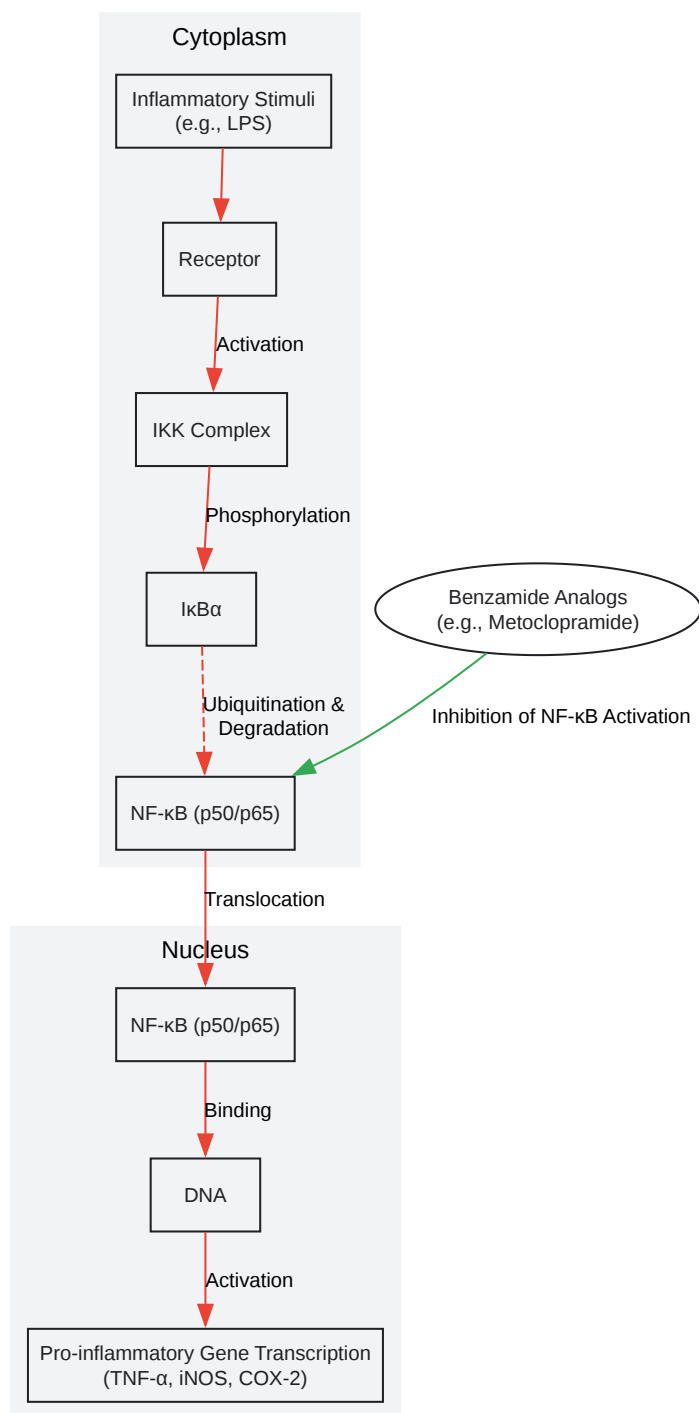 Cytoplasm
Inflammatory Stimuli
(e.g., LPS)
Receptor
Activation
IKK Complex
Phosphorylation
IκBα
Benzamide Analogs
(e.g., Metoclopramide)
Ubiquitination &
Degradation
Inhibition of NF-κB Activation
NF-κB (p50/p65)
Translocation
Nucleus
NF-κB (p50/p65)
Binding
DNA
Activation
Pro-inflammatory Gene Transcription
(TNF-α, iNOS, COX-2)